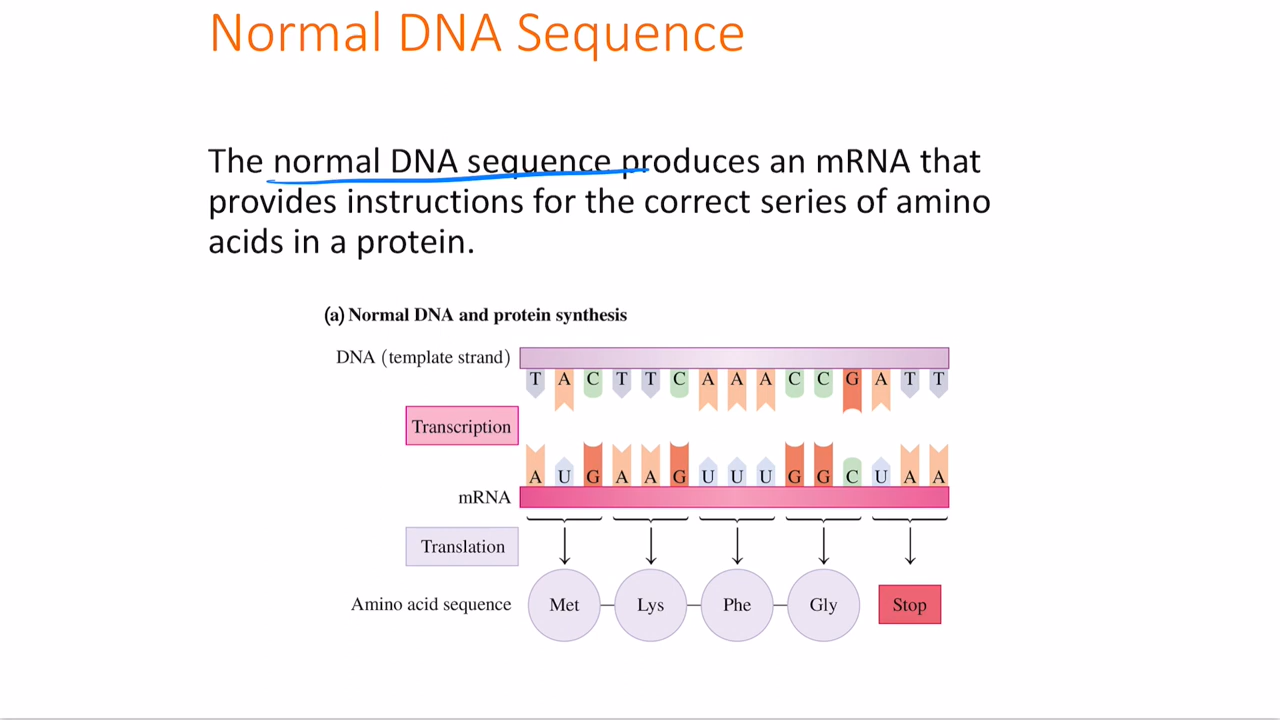 Normal DNA Sequence
The normal DNA sequence produces an mRNA that
provides instructions for the correct series of amino
acids in a protein.
(a) Normal DNA and protein synthesis
DNA (template strand)
T A C T T C A A A C C G A T T
Transcription
A U G A A G U U U G G C U A A
mRNA
Translation
Amino acid sequence Met Lys Phe Gly Stop